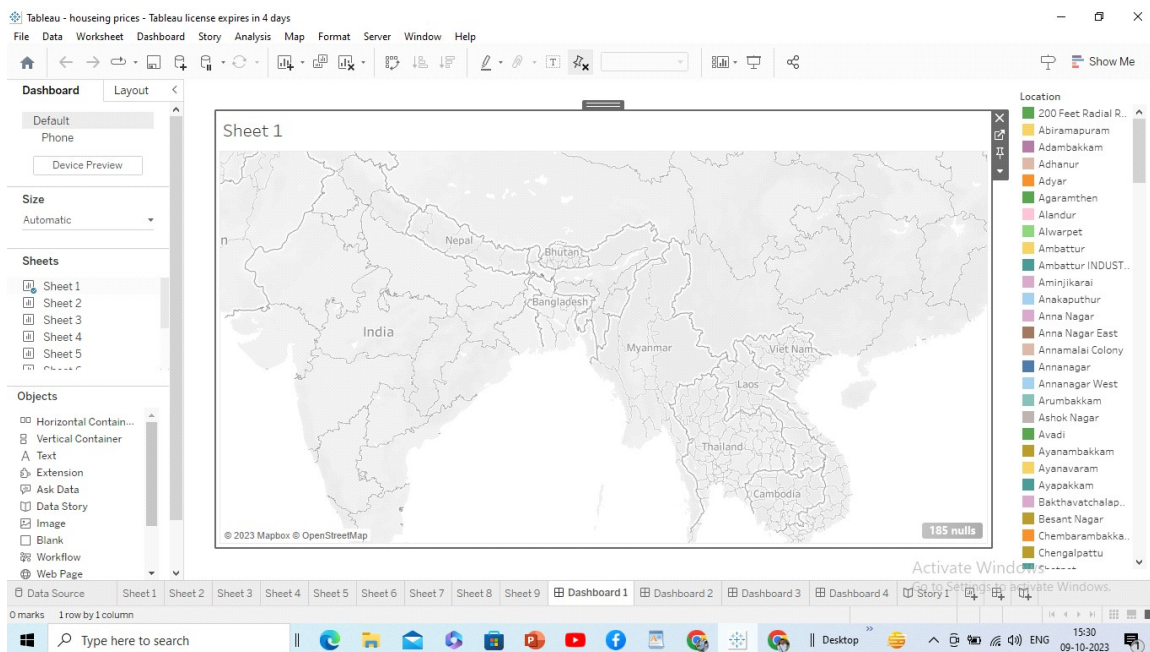 Tableau - houseing prices - Tableau license expires in 4 days
File Data Worksheet Dashboard Story Analysis Map Format Server Window Help
Show Me
Dashboard Layout
Default
Phone
Device Preview
Size
Automatic
Sheets
Sheet 1
Sheet 2
Sheet 3
Sheet 4
Sheet 5
Objects
Horizontal Contain...
Vertical Container
A Text
Extension
Ask Data
Data Story
Image
Blank
Workflow
Web Page
Sheet 1
n
Nepal
Bhutan
Bangladesh
India
Myanmar
Viet Nam
Laos
Thailand
Cambodia
© 2023 Mapbox © OpenStreetMap
185 nulls
Location
200 Feet Radial R..
Abiramapuram
Adambakkam
Adhanur
Adyar
Agaramthen
Alandur
Alwarpet
Ambattur
Ambattur INDUST..
Aminjikarai
Anakaputhur
Anna Nagar
Anna Nagar East
Annamalai Colony
Annanagar
Annanagar West
Arumbakkam
Ashok Nagar
Avadi
Ayanambakkam
Ayanavaram
Ayapakkam
Bakthavatchalap..
Besant Nagar
Chembarambakka..
Chengalpattu
Activate Windows
Go to Settings to activate Windows.
Data Source Sheet 1 Sheet 2 Sheet 3 Sheet 4 Sheet 5 Sheet 6 Sheet 7 Sheet 8 Sheet 9 Dashboard 1 Dashboard 2 Dashboard 3 Dashboard 4 Story 1
0 marks 1 row by 1 column
Type here to search
Desktop
ENG
15:30
09-10-2023
1